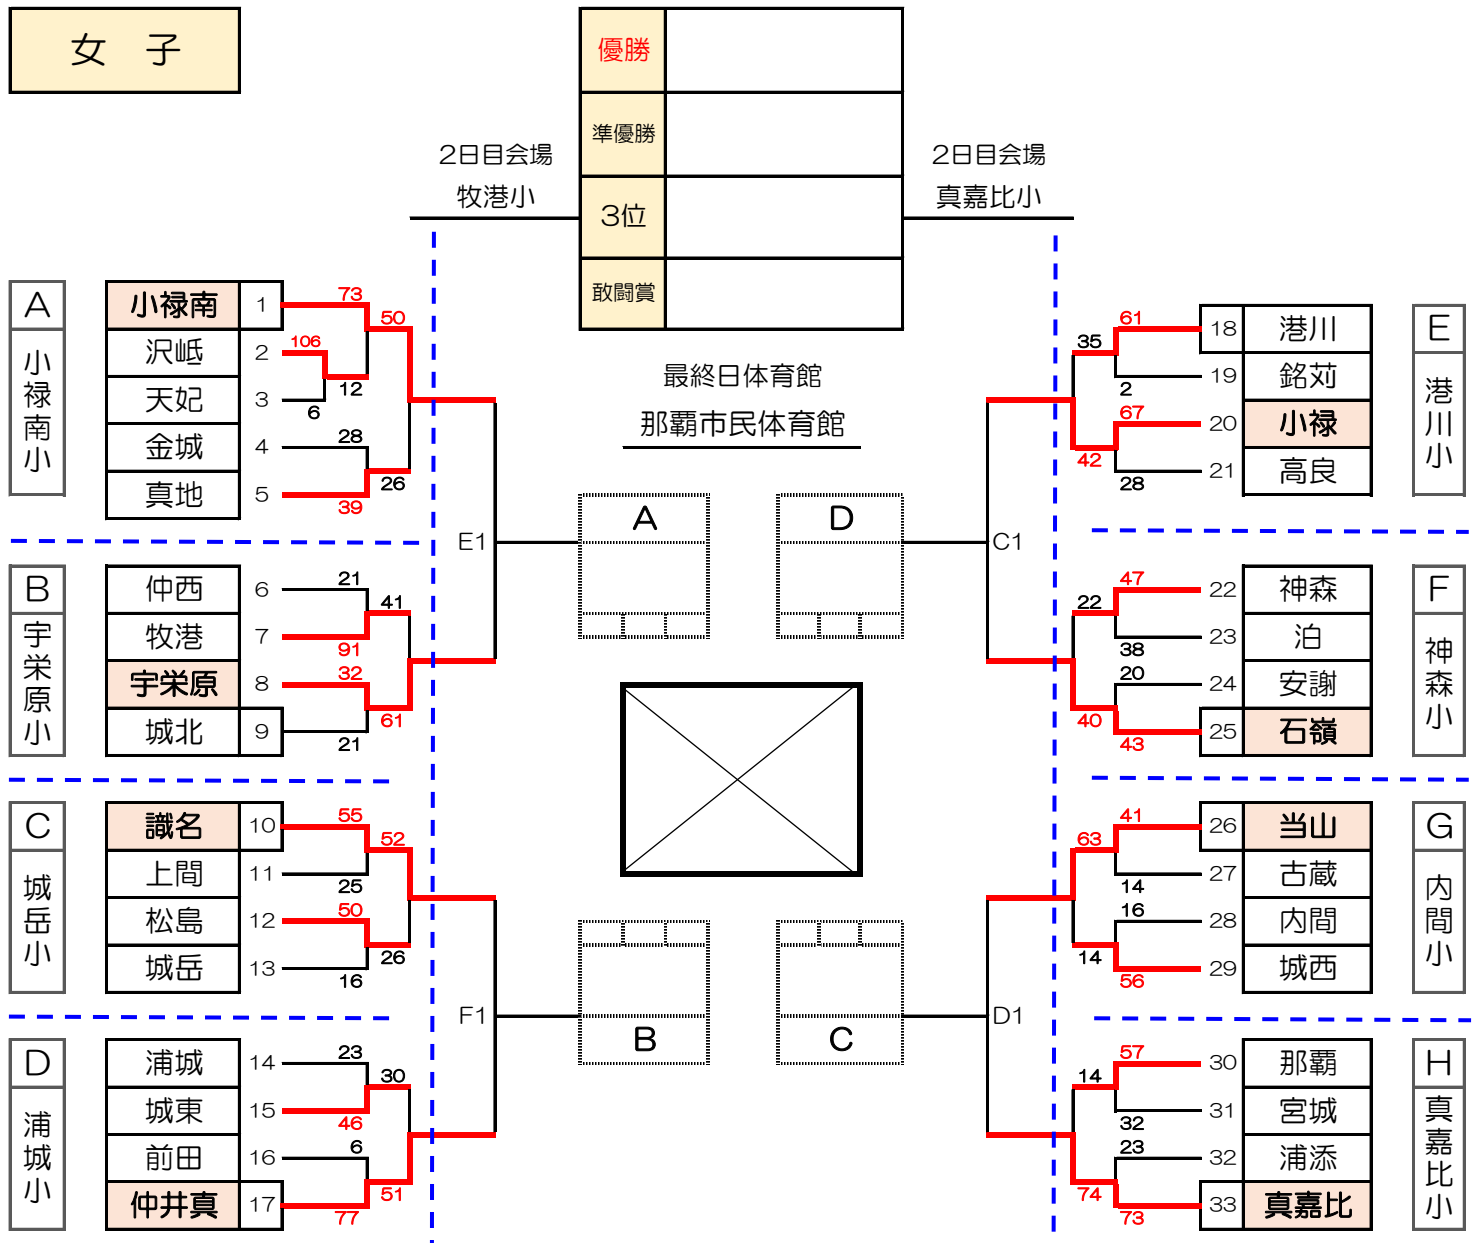 女 子
優勝
準優勝
3位
敢闘賞
2日目会場
牧港小
2日目会場
真嘉比小
最終日体育館
那覇市民体育館
A
小禄南小
小禄南 1 73
沢岻 2 106
天妃 3 6
金城 4 28
真地 5 39
50
12
26
B
宇栄原小
仲西 6 21
牧港 7 91
宇栄原 8 32
城北 9 21
41
61
E1
C
城岳小
識名 10 55
上間 11 25
松島 12 50
城岳 13 16
52
26
D
浦城小
浦城 14 23
城東 15 46
前田 16 6
仲井真 17 77
30
51
F1
A
D
B
C
E
港川小
61 18 港川
2 19 銘苅
67 20 小禄
28 21 高良
35
42
F
神森小
47 22 神森
38 23 泊
20 24 安謝
43 25 石嶺
22
40
C1
G
内間小
41 26 当山
14 27 古蔵
16 28 内間
56 29 城西
63
14
H
真嘉比小
57 30 那覇
32 31 宮城
23 32 浦添
73 33 真嘉比
14
74
D1